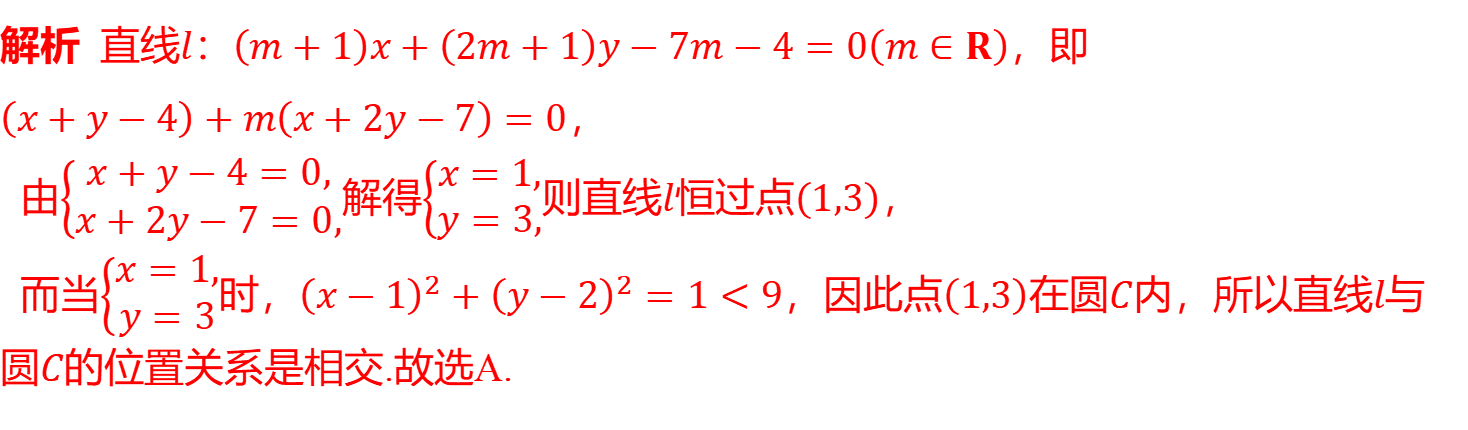 解析 直线l：(m + 1)x + (2m + 1)y − 7m − 4 = 0(m ∈ R)，即
(x + y − 4) + m(x + 2y − 7) = 0，
由{x + y − 4 = 0, x + 2y − 7 = 0,解得{x = 1, y = 3,则直线l恒过点(1,3)，
而当{x = 1, y = 3时，(x − 1)² + (y − 2)² = 1 < 9，因此点(1,3)在圆C内，所以直线l与
圆C的位置关系是相交.故选A.